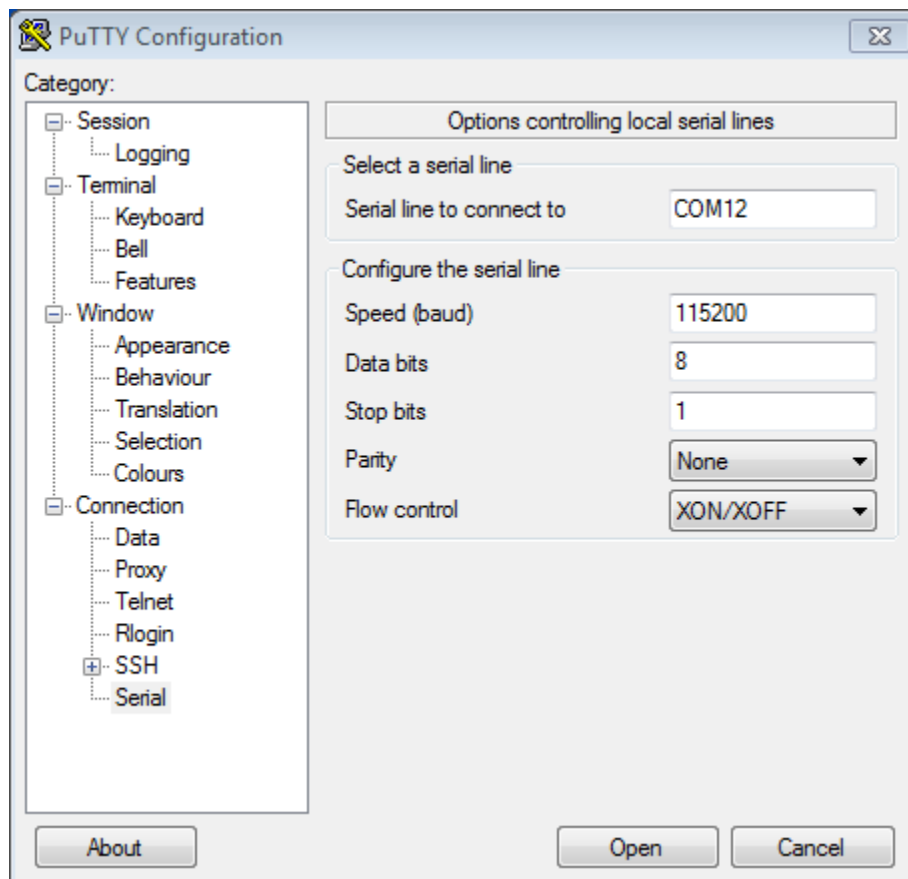 PuTTY Configuration
Category:
Session
Logging
Terminal
Keyboard
Bell
Features
Window
Appearance
Behaviour
Translation
Selection
Colours
Connection
Data
Proxy
Telnet
Rlogin
SSH
Serial
Options controlling local serial lines
Select a serial line
Serial line to connect to COM12
Configure the serial line
Speed (baud) 115200
Data bits 8
Stop bits 1
Parity None
Flow control XON/XOFF
About Open Cancel